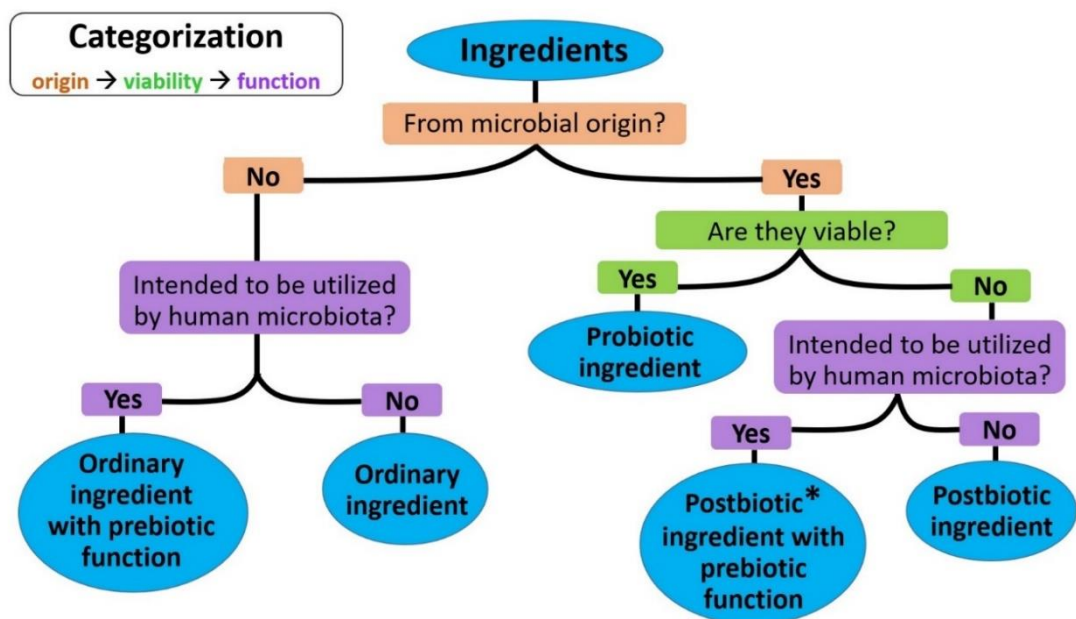 Categorization
origin → viability → function
Ingredients
From microbial origin?
No
Yes
Are they viable?
Yes
No
Intended to be utilized
by human microbiota?
Probiotic
ingredient
Intended to be utilized
by human microbiota?
Yes
No
Yes
No
Ordinary
ingredient
with prebiotic
function
Ordinary
ingredient
Postbiotic*
ingredient with
prebiotic
function
Postbiotic
ingredient